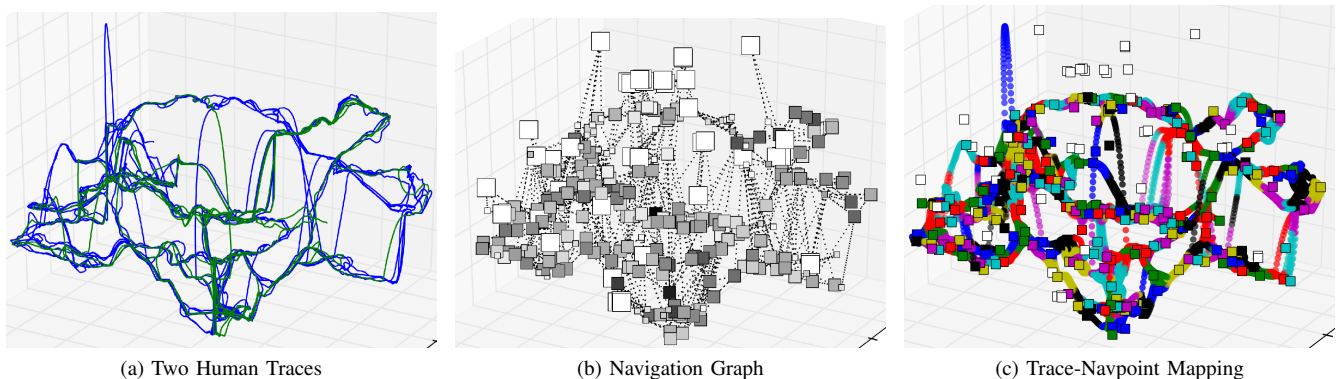 (a) Two Human Traces
(b) Navigation Graph
(c) Trace-Navpoint Mapping